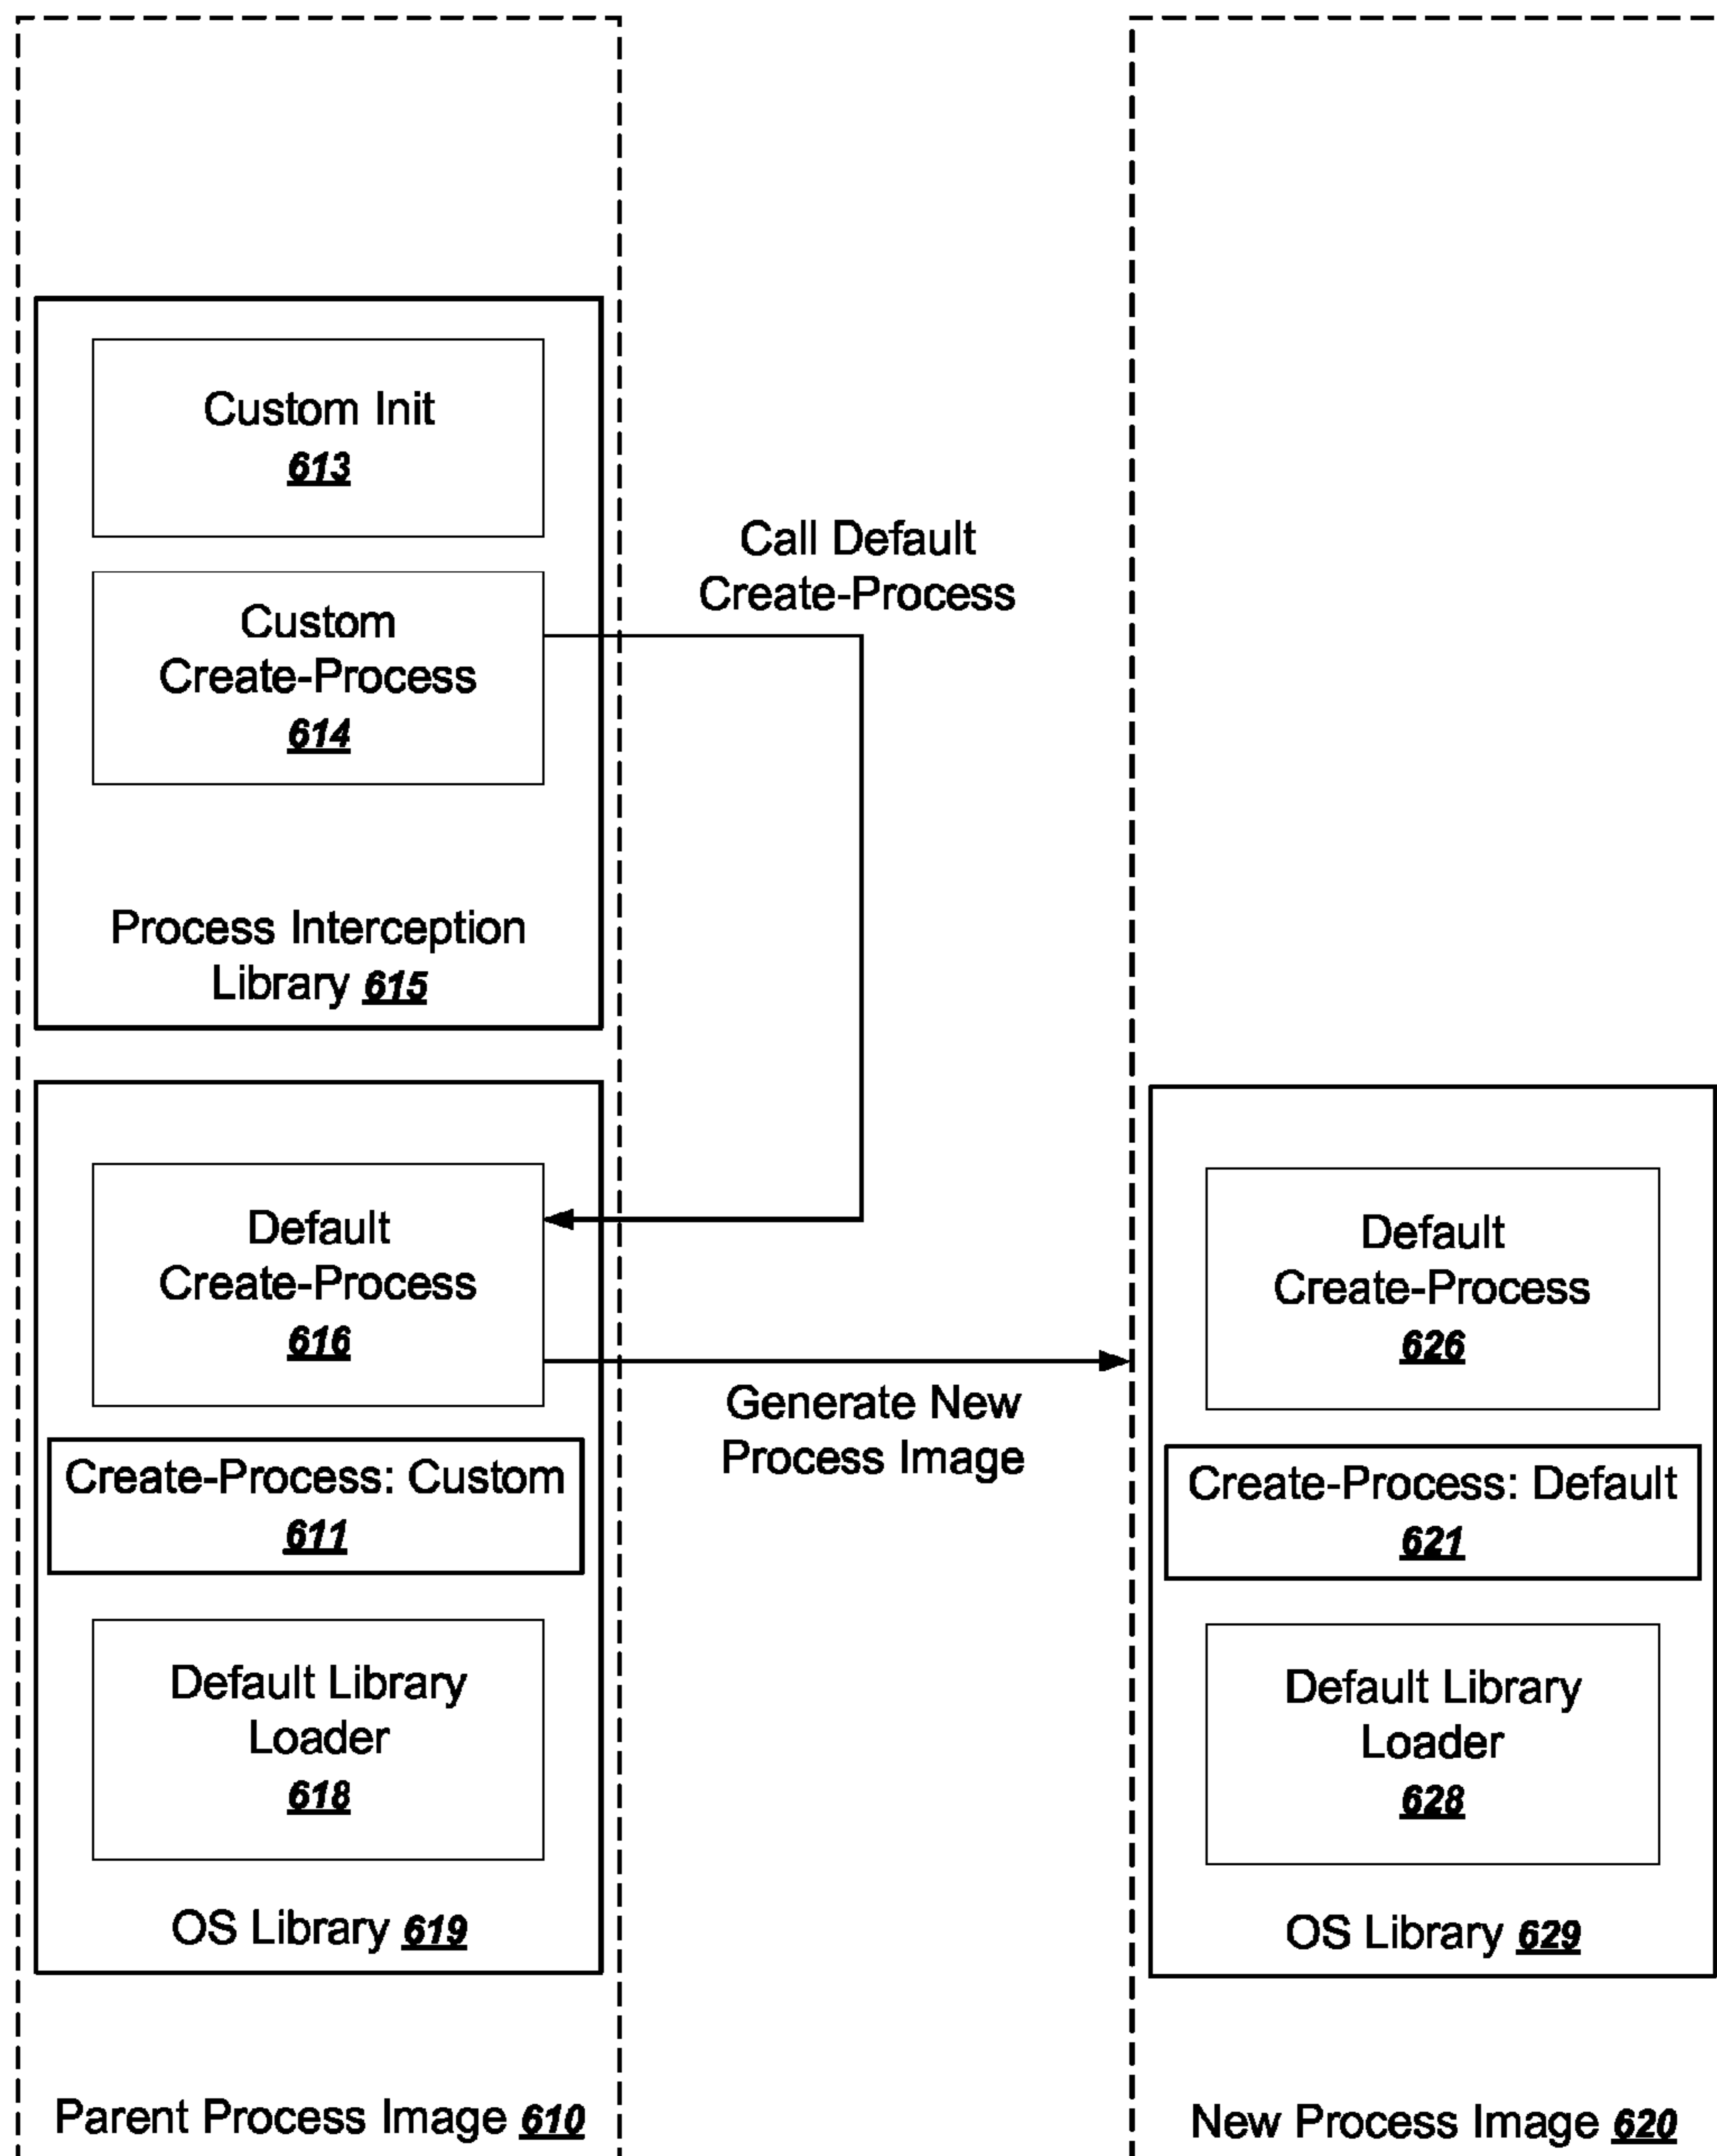 Custom Init
613
Custom
Create-Process
614
Process Interception
Library 615
Call Default
Create-Process
Default
Create-Process
616
Generate New
Process Image
Create-Process: Custom
611
Default Library
Loader
618
OS Library 619
Parent Process Image 610
Default
Create-Process
626
Create-Process: Default
621
Default Library
Loader
628
OS Library 629
New Process Image 620